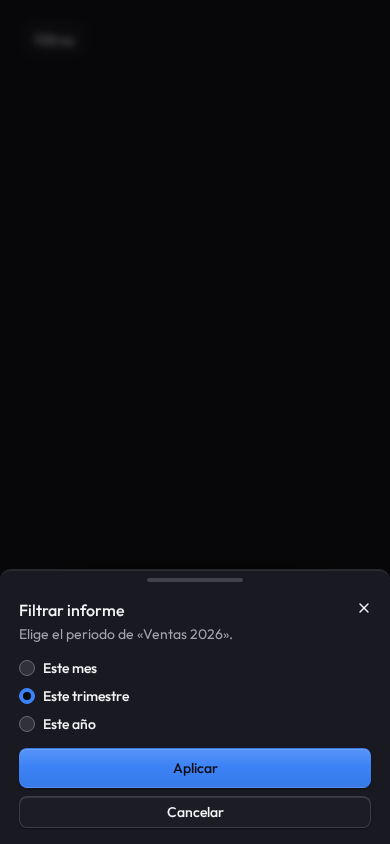 Filtrar informe
Elige el periodo de «Ventas 2026».
Este mes
Este trimestre
Este año
Aplicar
Cancelar